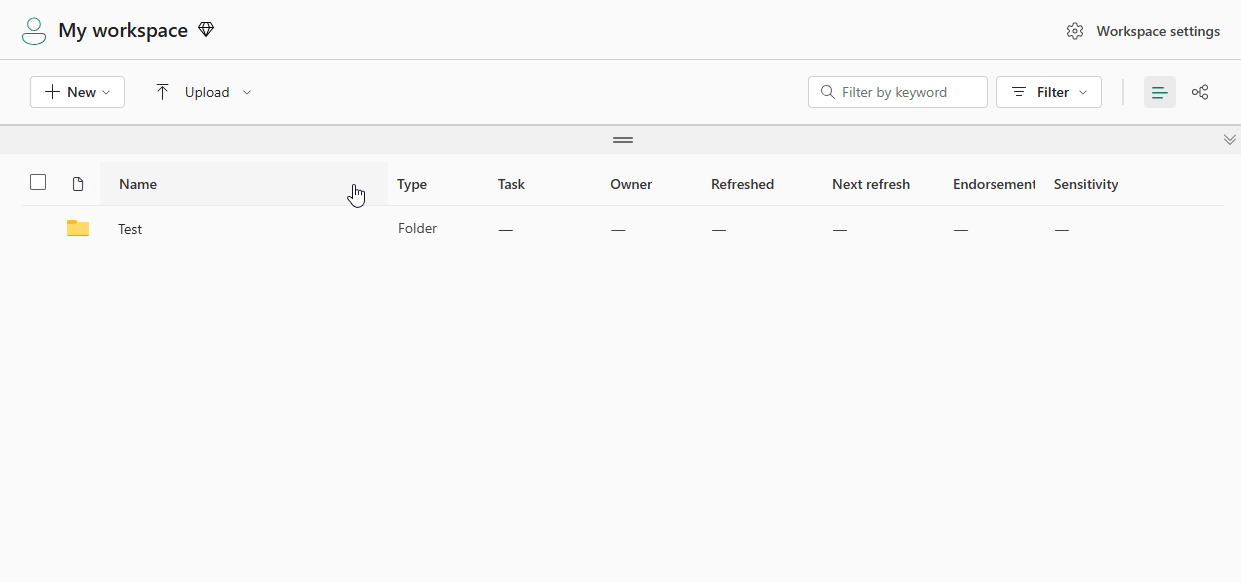 My workspace
Workspace settings
New
Upload
Filter by keyword
Filter
Name Type Task Owner Refreshed Next refresh Endorsement Sensitivity
Test Folder — — — — — —